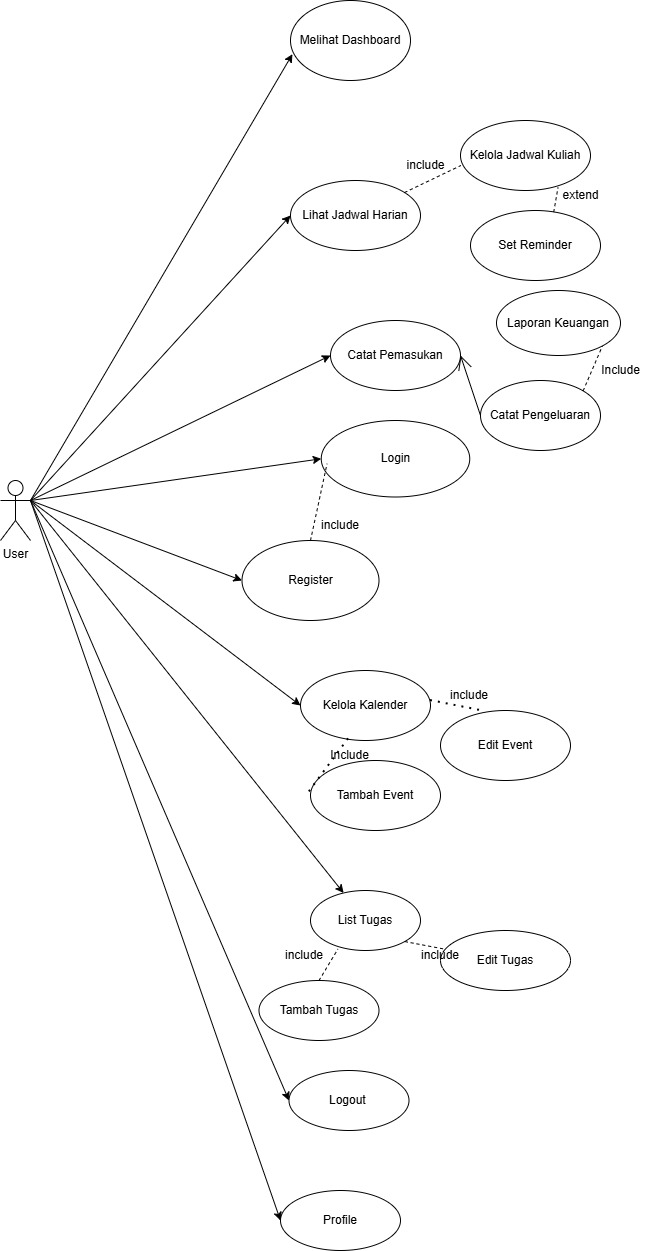 Melihat Dashboard
Kelola Jadwal Kuliah
include
extend
Lihat Jadwal Harian
Set Reminder
Laporan Keuangan
Catat Pemasukan
Include
Catat Pengeluaran
Login
include
User
Register
include
Kelola Kalender
Edit Event
Include
Tambah Event
List Tugas
include
include
Edit Tugas
Tambah Tugas
Logout
Profile